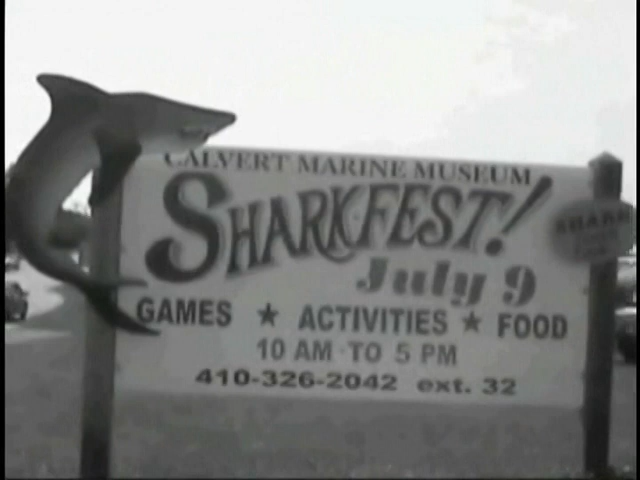 CALVERT MARINE MUSEUM
SHARKFEST!
July 9
GAMES ★ ACTIVITIES ★ FOOD
10 AM TO 5 PM
410-326-2042 ext. 32